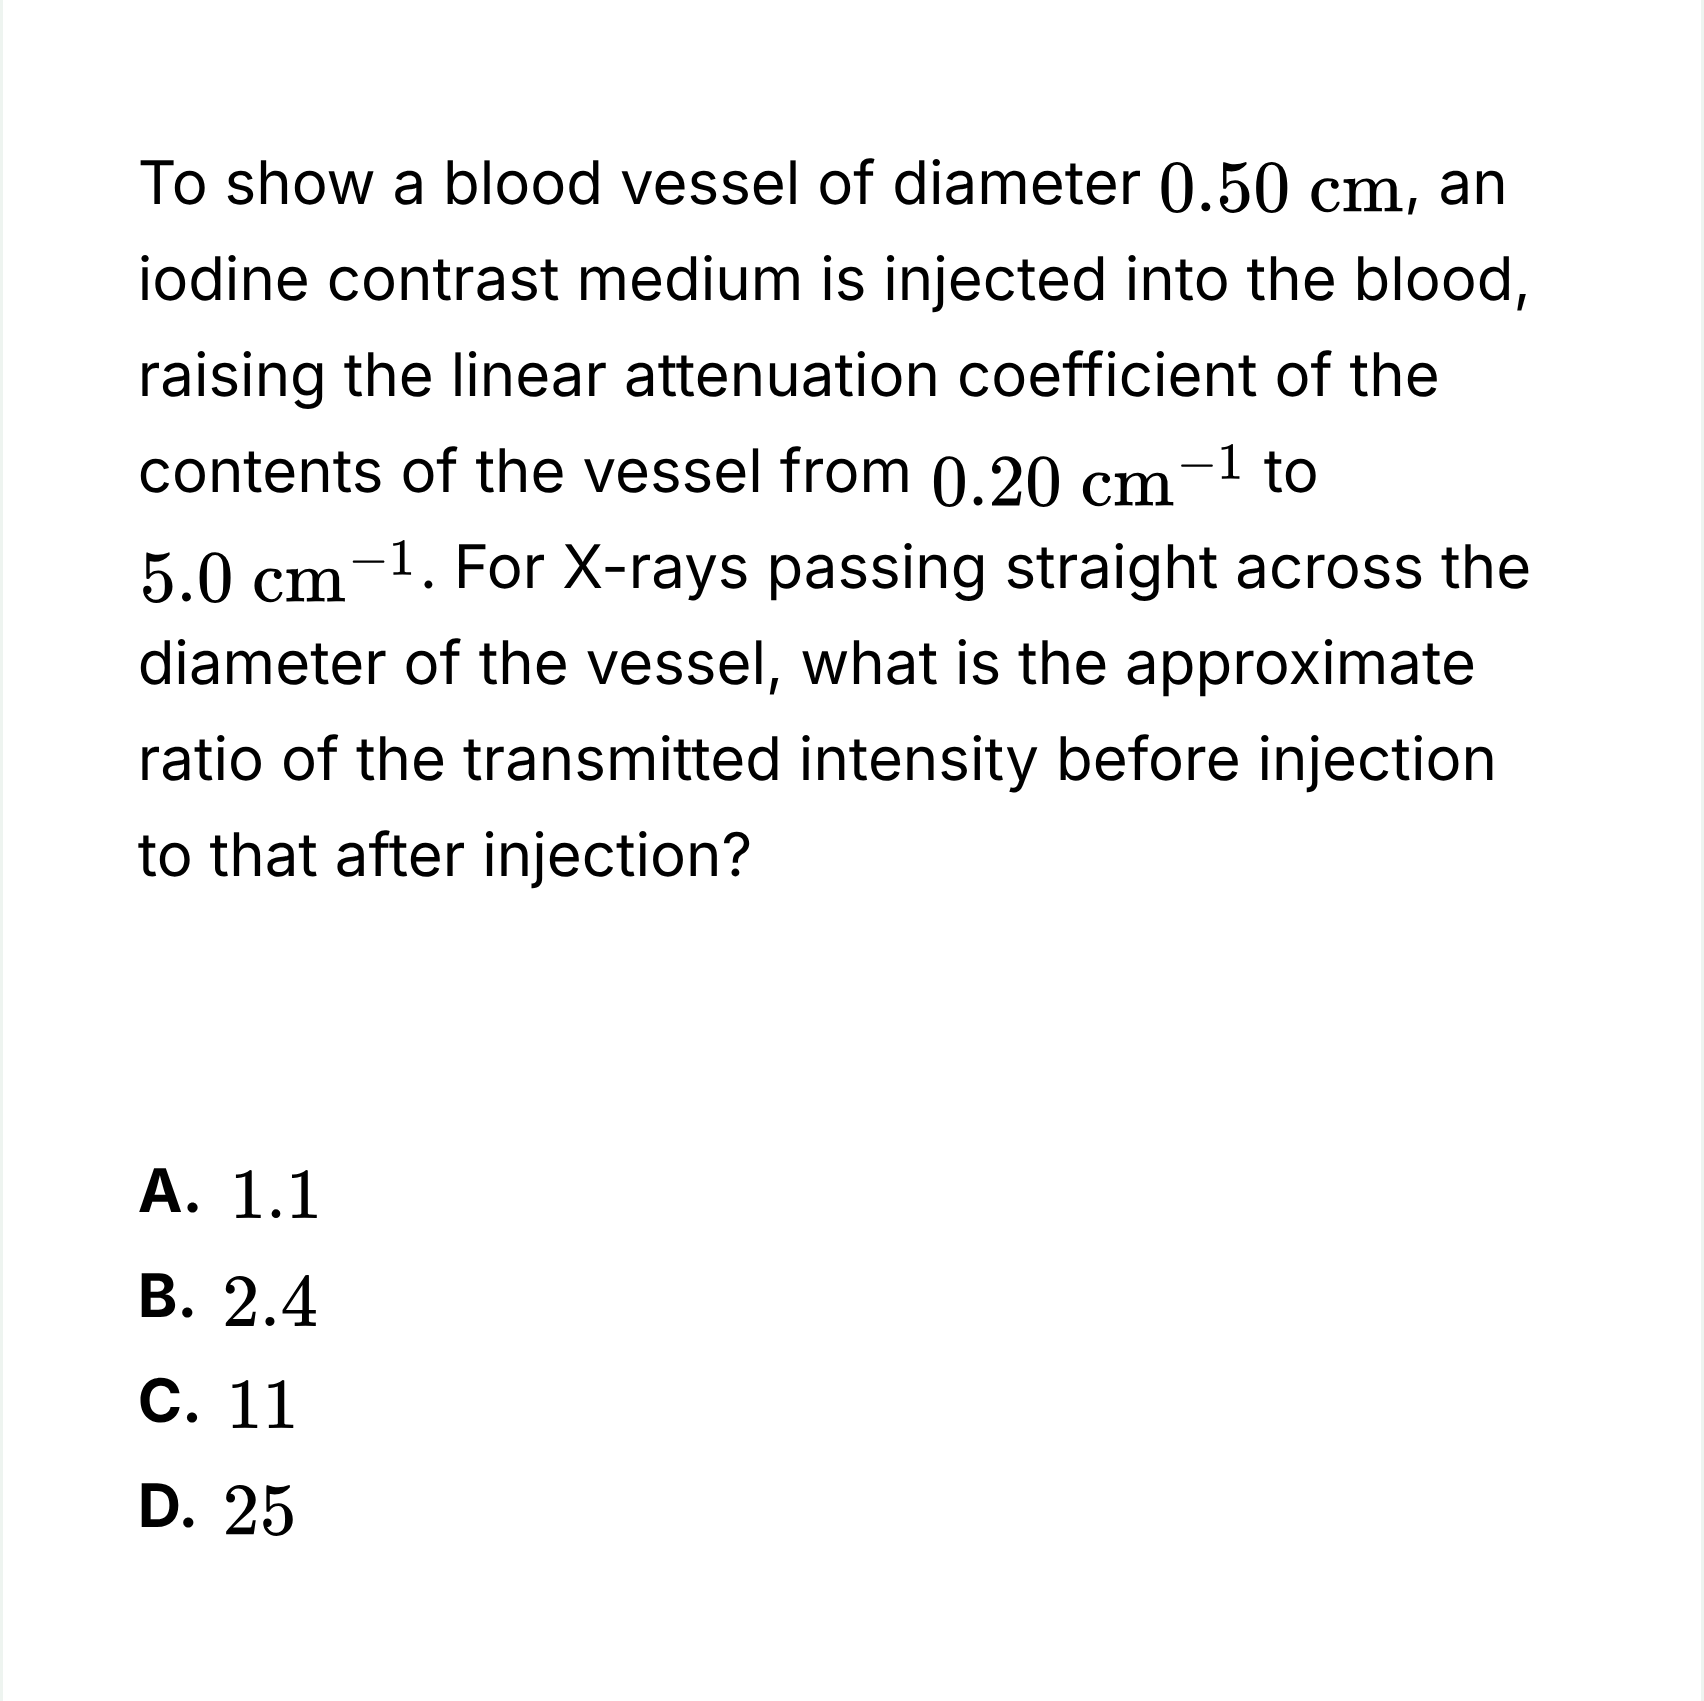 To show a blood vessel of diameter 0.50 cm, an
iodine contrast medium is injected into the blood,
raising the linear attenuation coefficient of the
contents of the vessel from 0.20 cm⁻¹ to
5.0 cm⁻¹. For X-rays passing straight across the
diameter of the vessel, what is the approximate
ratio of the transmitted intensity before injection
to that after injection?
A. 1.1
B. 2.4
C. 11
D. 25